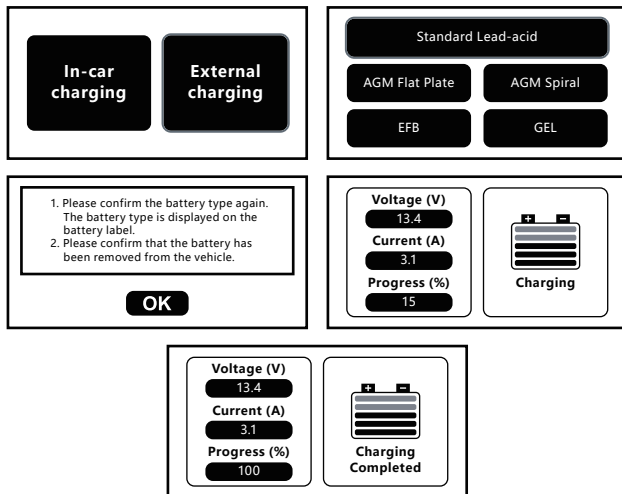 In-car
charging
External
charging
Standard Lead-acid
AGM Flat Plate
AGM Spiral
EFB
GEL
1. Please confirm the battery type again.
The battery type is displayed on the
battery label.
2. Please confirm that the battery has
been removed from the vehicle.
OK
Voltage (V)
13.4
Current (A)
3.1
Progress (%)
15
+ -
Charging
Voltage (V)
13.4
Current (A)
3.1
Progress (%)
100
+ -
Charging
Completed